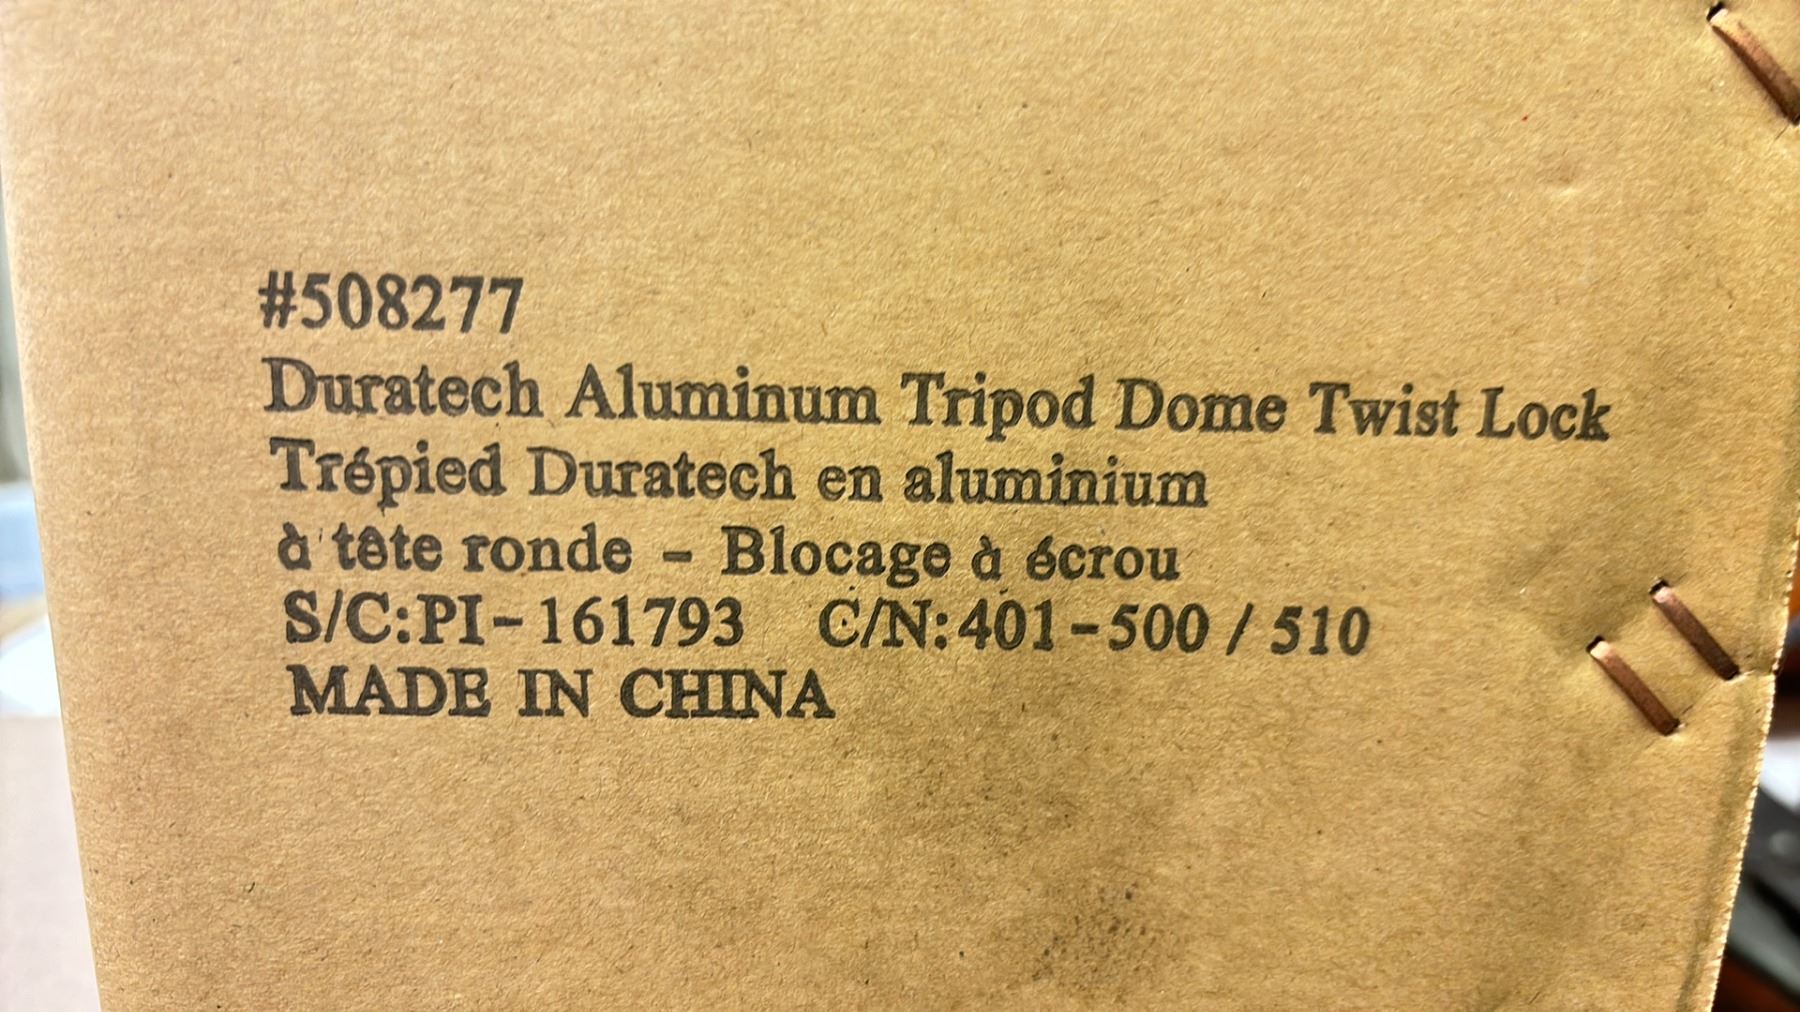 #508277
Duratech Aluminum Tripod Dome Twist Lock
Trépied Duratech en aluminium
à tête ronde - Blocage à écrou
S/C:PI-161793 C/N:401-500 / 510
MADE IN CHINA